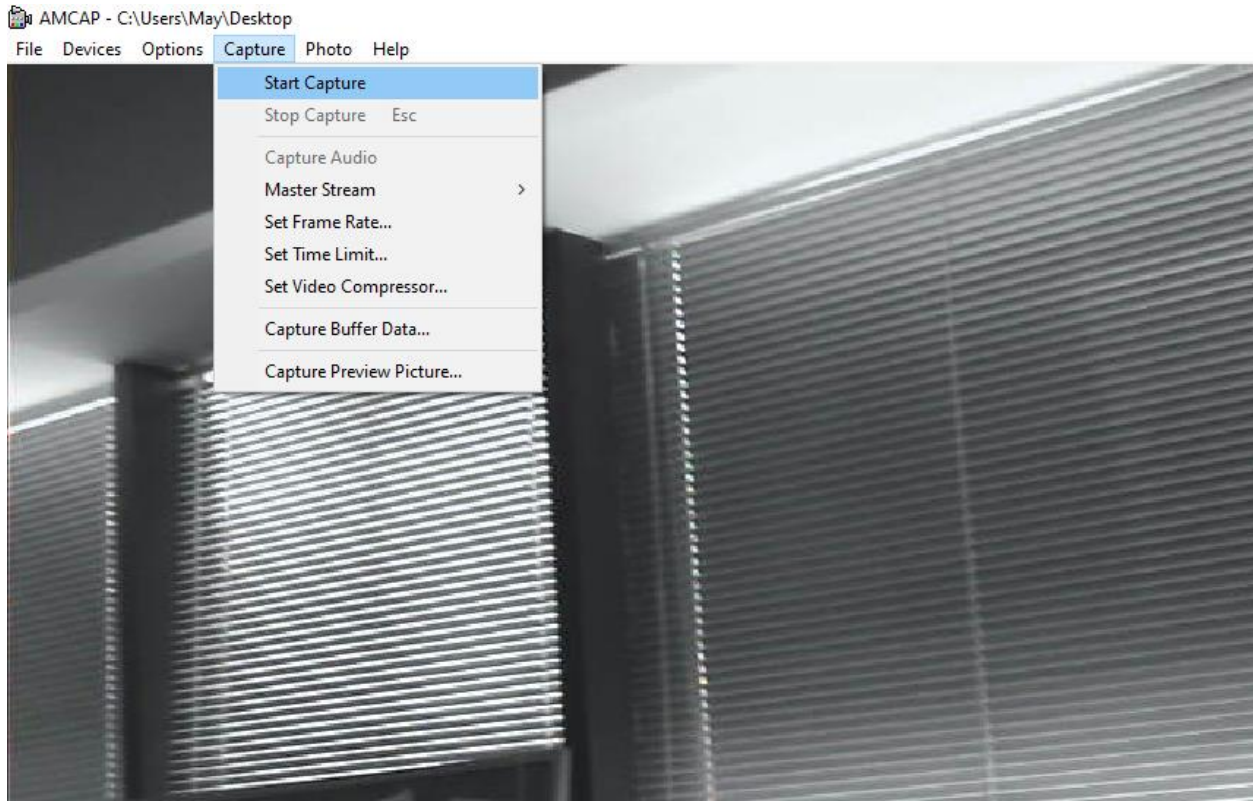 AMCAP - C:\Users\May\Desktop
File Devices Options Capture Photo Help
Start Capture
Stop Capture Esc
Capture Audio
Master Stream >
Set Frame Rate...
Set Time Limit...
Set Video Compressor...
Capture Buffer Data...
Capture Preview Picture...